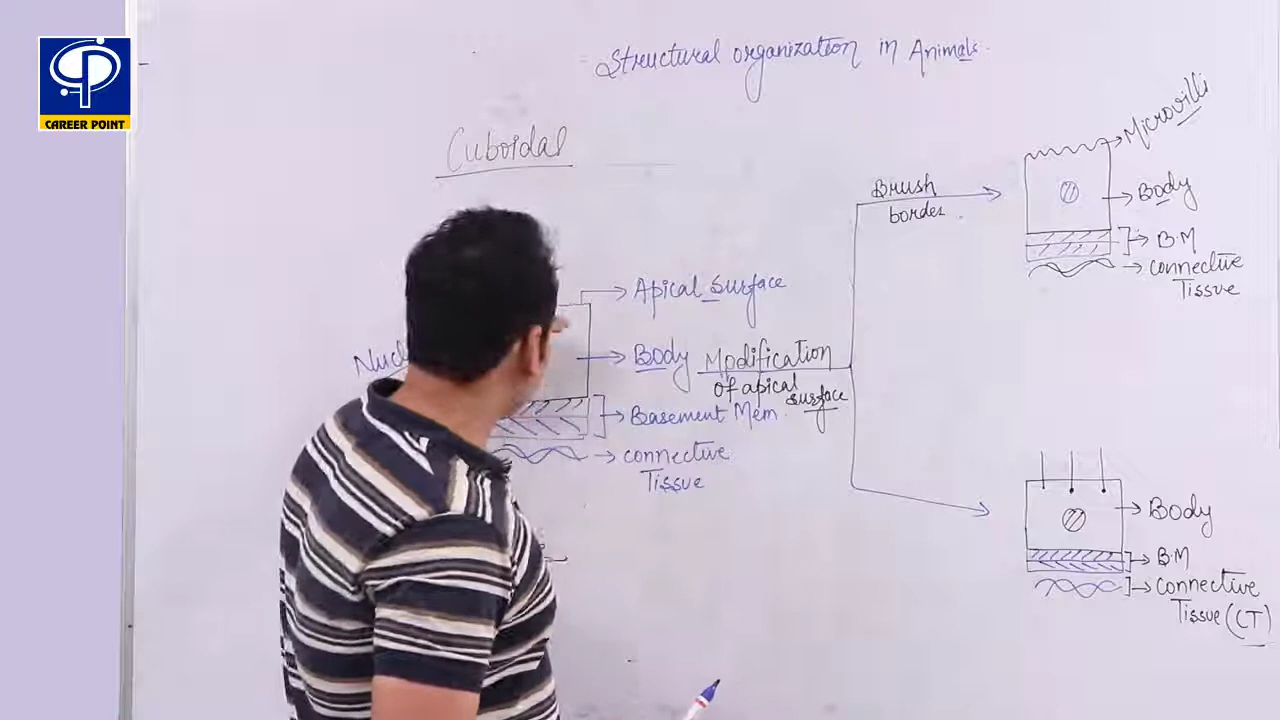 CAREER POINT
Structural organization in Animals.
Cuboidal
Apical Surface
Body
Basement Mem.
connective
Tissue
Modification
of apical
surface
Brush
border
Microvilli
Body
B.M
connective
Tissue
Body
B.M
connective
Tissue (CT)